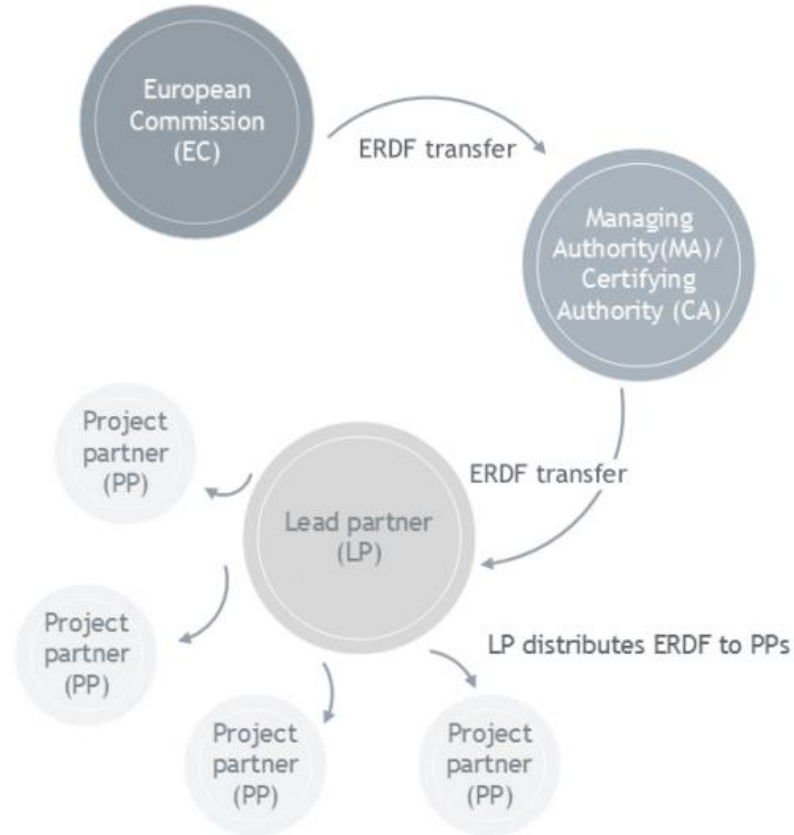 European
Commission
(EC)
ERDF transfer
Managing
Authority(MA)/
Certifying
Authority (CA)
ERDF transfer
Project
partner
(PP)
Lead partner
(LP)
Project
partner
(PP)
LP distributes ERDF to PPs
Project
partner
(PP)
Project
partner
(PP)